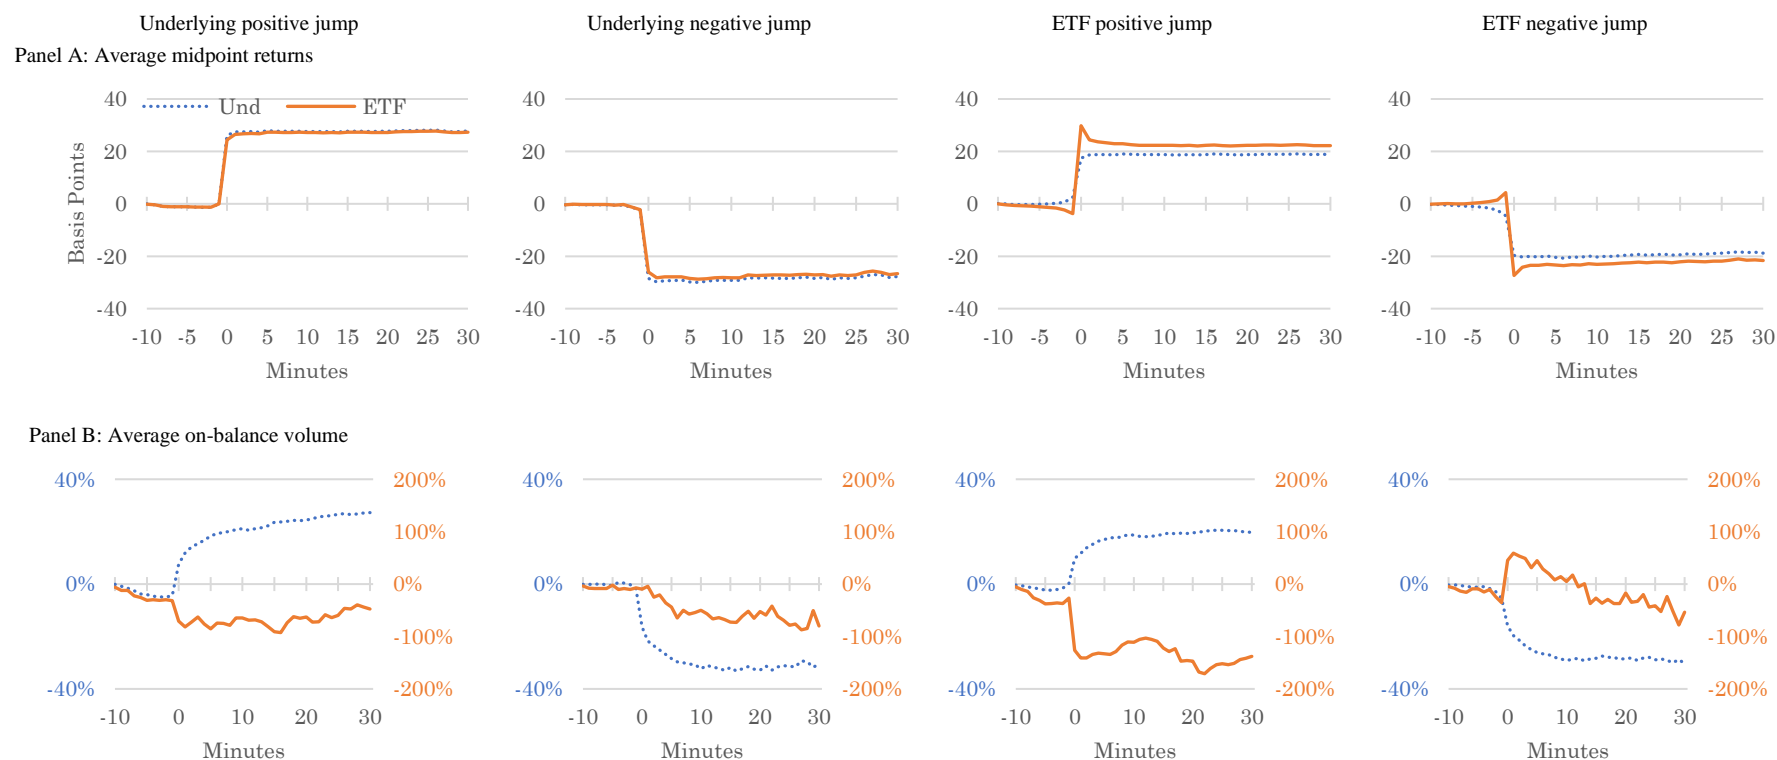 Underlying positive jump Underlying negative jump ETF positive jump ETF negative jump
Panel A: Average midpoint returns
40 40 40 40
Und ETF
20 20 20 20
0 0 0 0
-20 -20 -20 -20
-40 -40 -40 -40
Basis Points
-10 -5 0 5 10 15 20 25 30 -10 -5 0 5 10 15 20 25 30 -10 -5 0 5 10 15 20 25 30 -10 -5 0 5 10 15 20 25 30
Minutes Minutes Minutes Minutes
Panel B: Average on-balance volume
40% 200% 40% 200% 40% 200% 40% 200%
100% 100% 100% 100%
0% 0% 0% 0% 0% 0% 0% 0%
-100% -100% -100% -100%
-40% -200% -40% -200% -40% -200% -40% -200%
-10 0 10 20 30 -10 0 10 20 30 -10 0 10 20 30 -10 0 10 20 30
Minutes Minutes Minutes Minutes